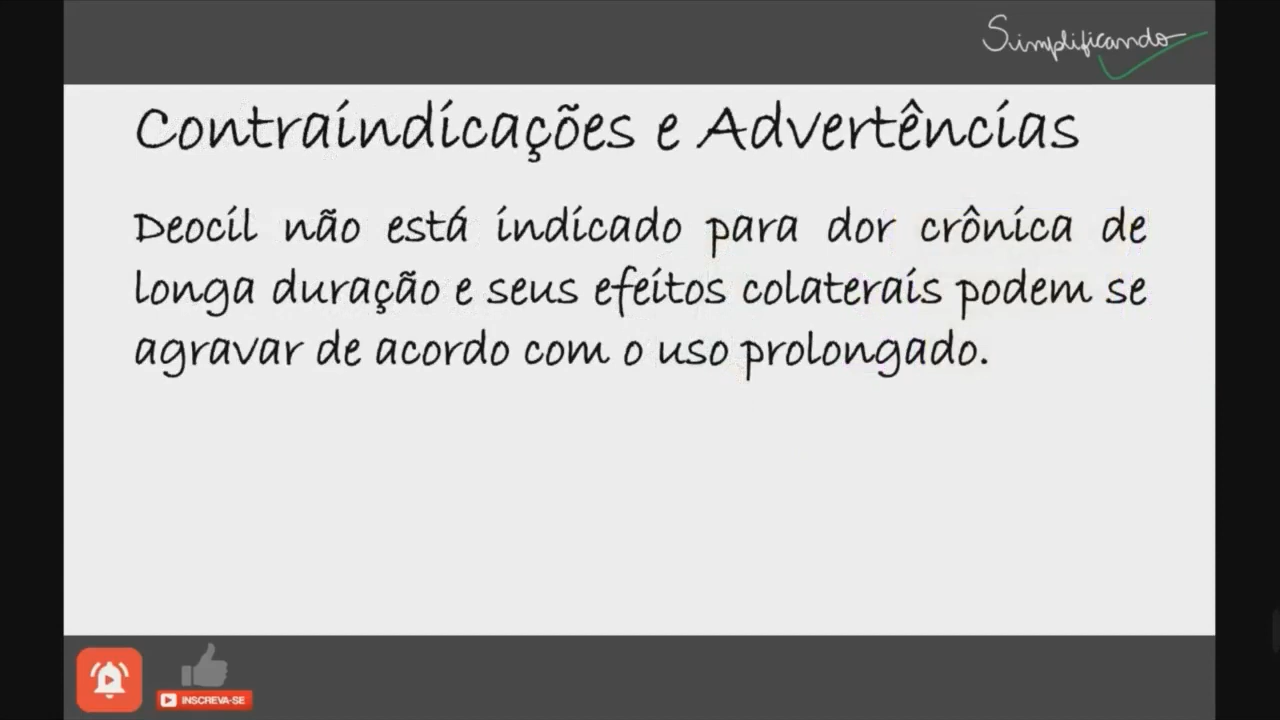 Simplificando
Contraindicações e Advertências
Deocil não está indicado para dor crônica de
longa duração e seus efeitos colaterais podem se
agravar de acordo com o uso prolongado.
INSCREVA-SE